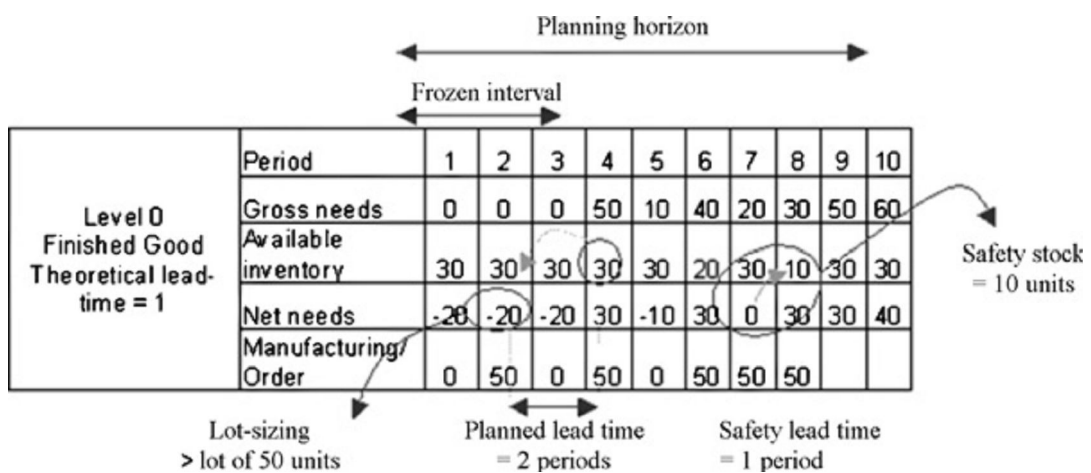 Planning horizon
Frozen interval
Level 0
Finished Good
Theoretical lead-
time = 1
Period 1 2 3 4 5 6 7 8 9 10
Gross needs 0 0 0 50 10 40 20 30 50 60
Available
inventory 30 30 30 30 30 20 30 10 30 30
Net needs -20 -20 -20 30 -10 30 0 30 30 40
Manufacturing/
Order 0 50 0 50 0 50 50 50
Safety stock
= 10 units
Lot-sizing
> lot of 50 units
Planned lead time
= 2 periods
Safety lead time
= 1 period